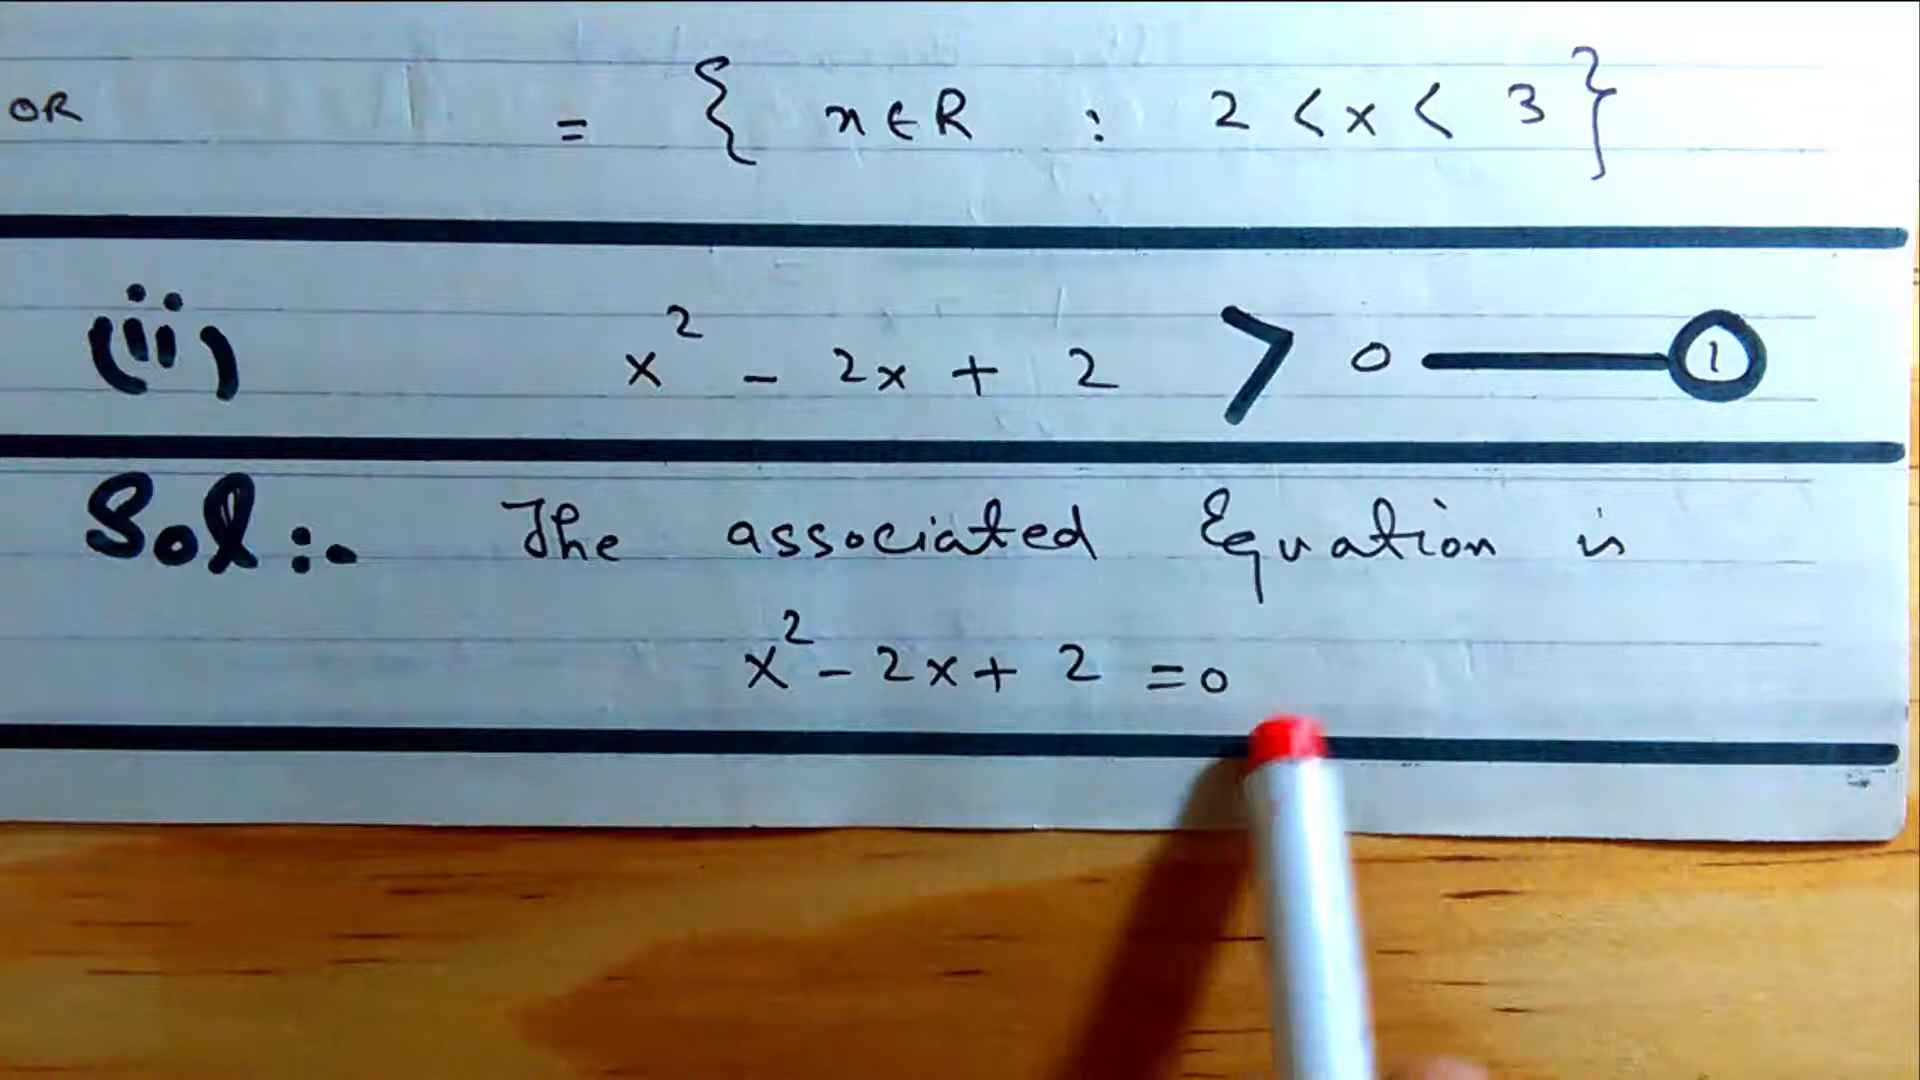 OR = { x ∈ R : 2 < x < 3 }
(ii) x² - 2x + 2 > 0 — 1
Sol:- The associated Equation is
x² - 2x + 2 = 0